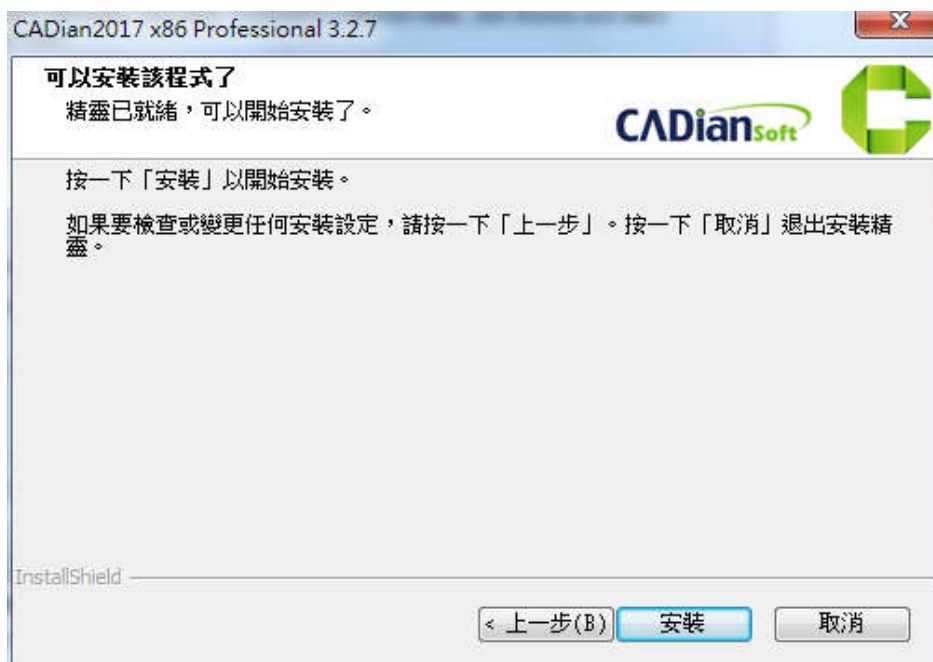 CADian2017 x86 Professional 3.2.7
可以安裝該程式了
精靈已就緒，可以開始安裝了。
CADianSoft
按一下「安裝」以開始安裝。
如果要檢查或變更任何安裝設定，請按一下「上一步」。按一下「取消」退出安裝精
靈。
InstallShield
< 上一步(B) 安裝 取消